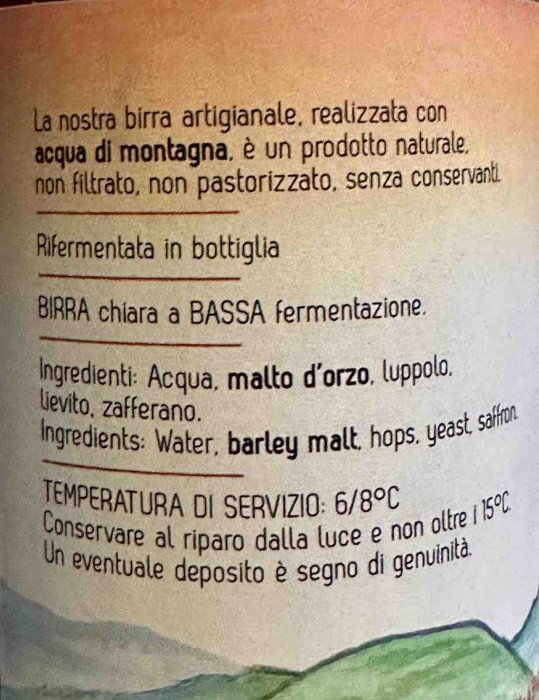 La nostra birra artigianale, realizzata con
acqua di montagna, è un prodotto naturale,
non filtrato, non pastorizzato, senza conservanti.
Rifermentata in bottiglia
BIRRA chiara a BASSA fermentazione.
Ingredienti: Acqua, malto d'orzo, luppolo,
lievito, zafferano.
Ingredients: Water, barley malt, hops, yeast, saffron.
TEMPERATURA DI SERVIZIO: 6/8°C
Conservare al riparo dalla luce e non oltre i 15°C.
Un eventuale deposito è segno di genuinità.